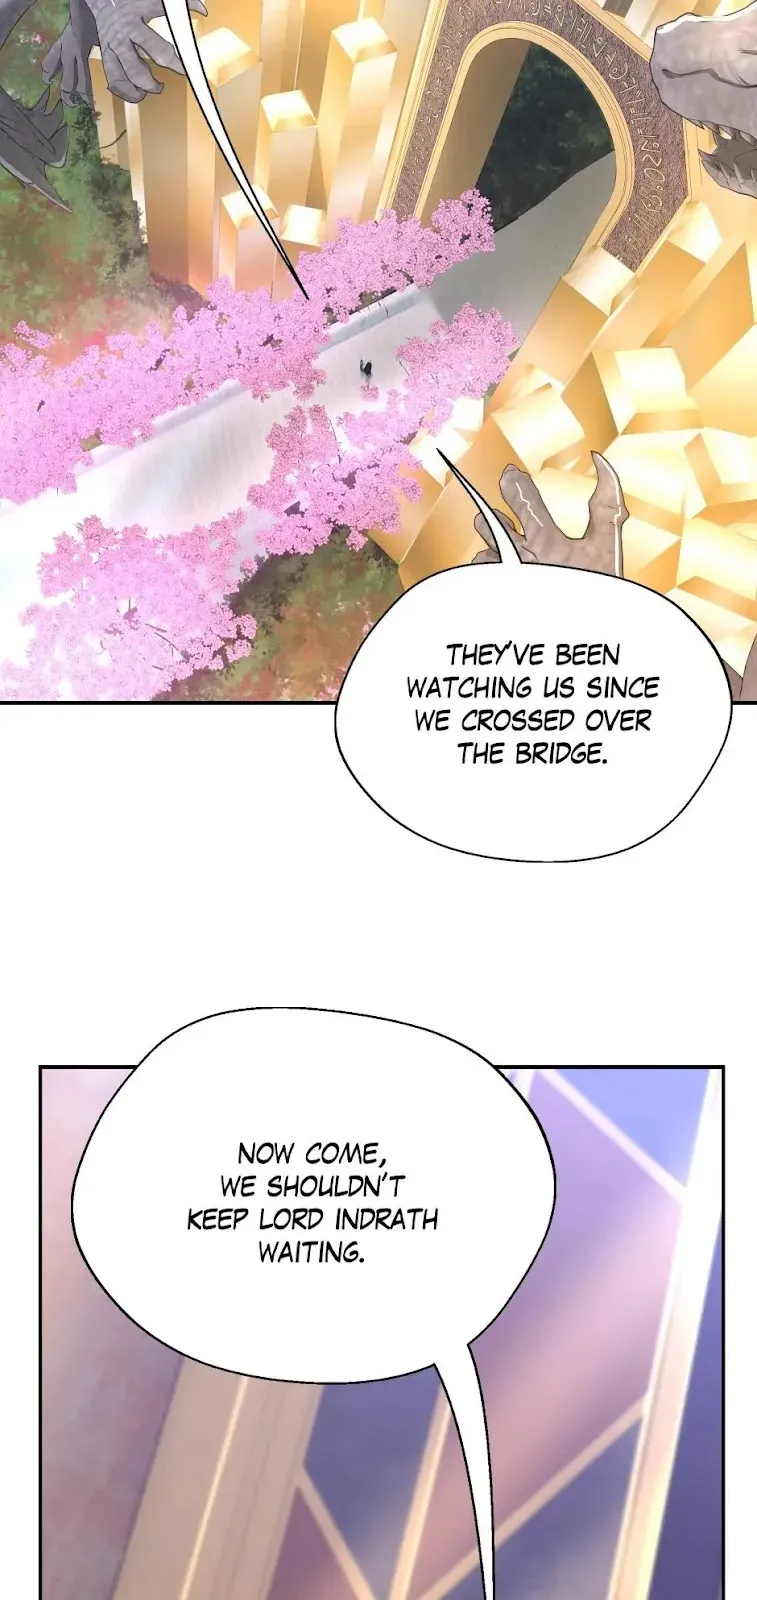 THEY'VE BEEN
WATCHING US SINCE
WE CROSSED OVER
THE BRIDGE.
NOW COME,
WE SHOULDN'T
KEEP LORD INDRATH
WAITING.